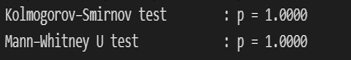 Kolmogorov-Smirnov test        : p = 1.0000
Mann-Whitney U test            : p = 1.0000